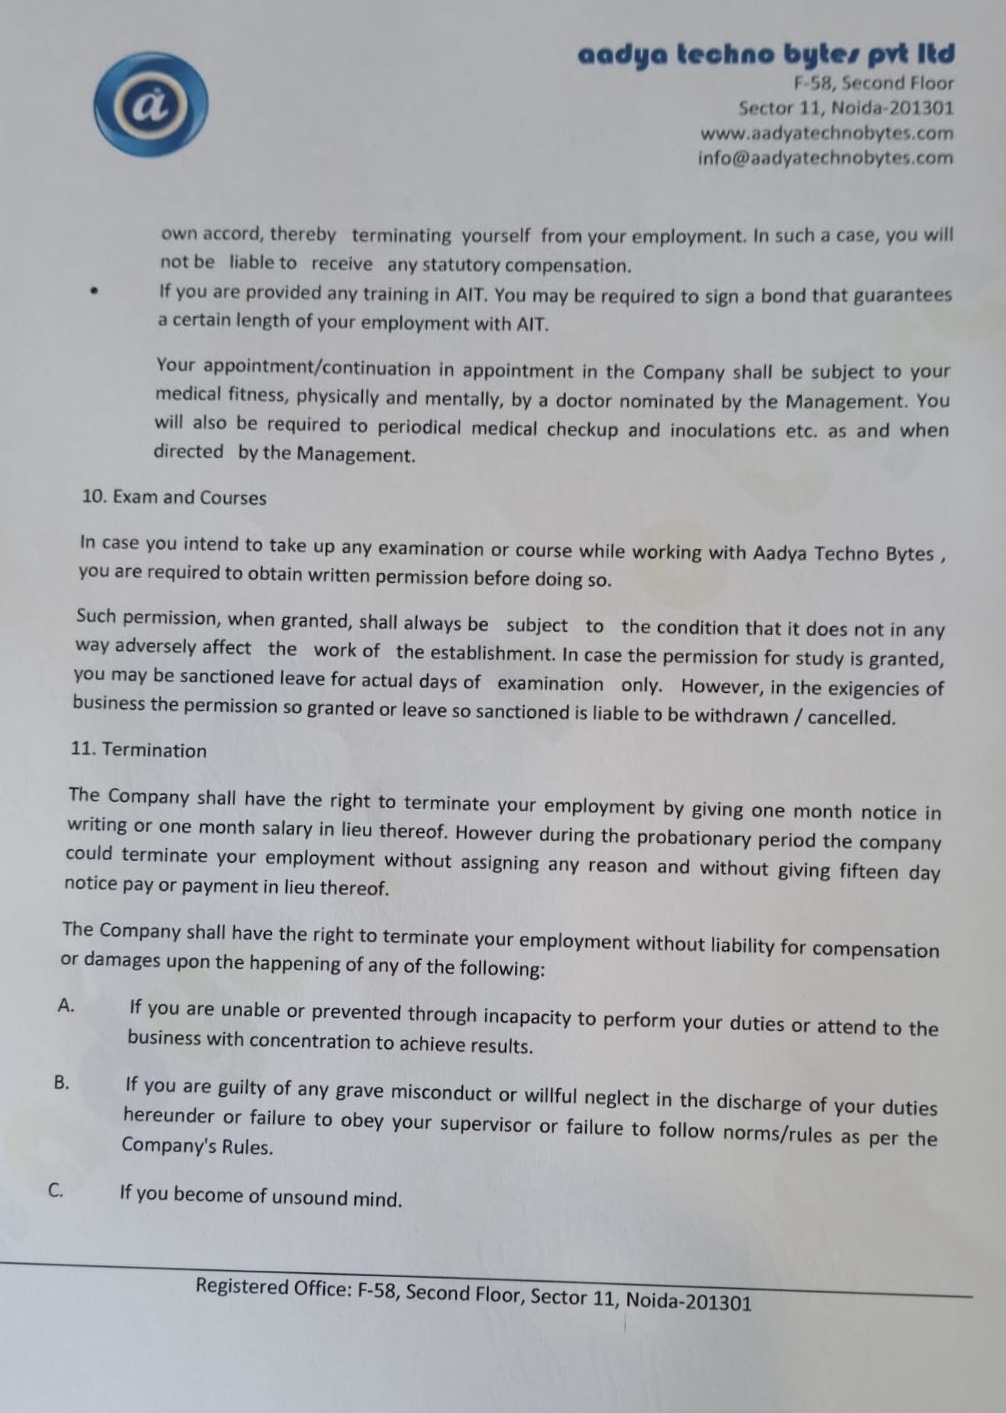 a
aadya techno bytes pvt ltd
F-58, Second Floor
Sector 11, Noida-201301
www.aadyatechnobytes.com
info@aadyatechnobytes.com
own accord, thereby terminating yourself from your employment. In such a case, you will
not be liable to receive any statutory compensation.
• If you are provided any training in AIT. You may be required to sign a bond that guarantees
a certain length of your employment with AIT.
Your appointment/continuation in appointment in the Company shall be subject to your
medical fitness, physically and mentally, by a doctor nominated by the Management. You
will also be required to periodical medical checkup and inoculations etc. as and when
directed by the Management.
10. Exam and Courses
In case you intend to take up any examination or course while working with Aadya Techno Bytes ,
you are required to obtain written permission before doing so.
Such permission, when granted, shall always be subject to the condition that it does not in any
way adversely affect the work of the establishment. In case the permission for study is granted,
you may be sanctioned leave for actual days of examination only. However, in the exigencies of
business the permission so granted or leave so sanctioned is liable to be withdrawn / cancelled.
11. Termination
The Company shall have the right to terminate your employment by giving one month notice in
writing or one month salary in lieu thereof. However during the probationary period the company
could terminate your employment without assigning any reason and without giving fifteen day
notice pay or payment in lieu thereof.
The Company shall have the right to terminate your employment without liability for compensation
or damages upon the happening of any of the following:
A. If you are unable or prevented through incapacity to perform your duties or attend to the
business with concentration to achieve results.
B. If you are guilty of any grave misconduct or willful neglect in the discharge of your duties
hereunder or failure to obey your supervisor or failure to follow norms/rules as per the
Company's Rules.
C. If you become of unsound mind.
Registered Office: F-58, Second Floor, Sector 11, Noida-201301